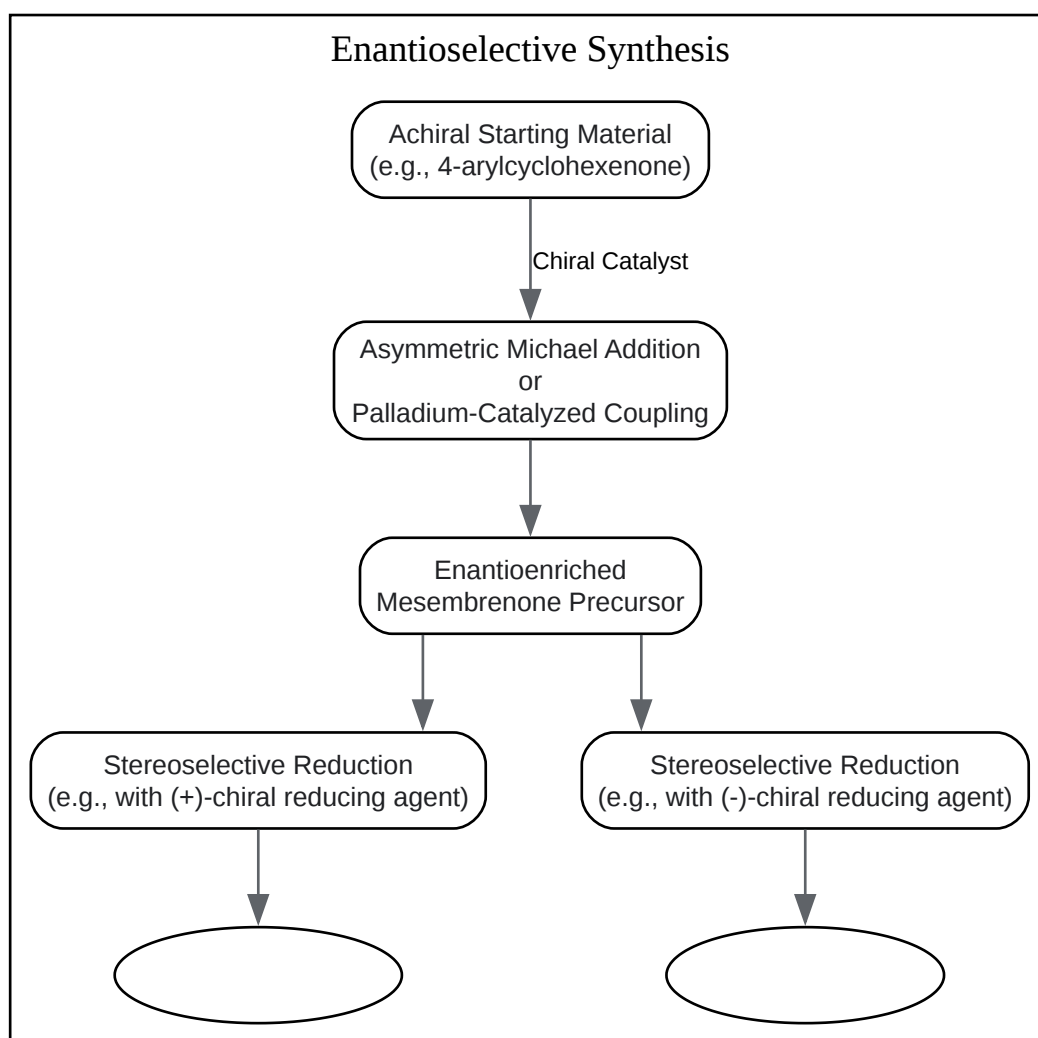 Enantioselective Synthesis
Achiral Starting Material
(e.g., 4-arylcyclohexenone)
Chiral Catalyst
Asymmetric Michael Addition
or
Palladium-Catalyzed Coupling
Enantioenriched
Mesembrenone Precursor
Stereoselective Reduction
(e.g., with (+)-chiral reducing agent)
Stereoselective Reduction
(e.g., with (-)-chiral reducing agent)